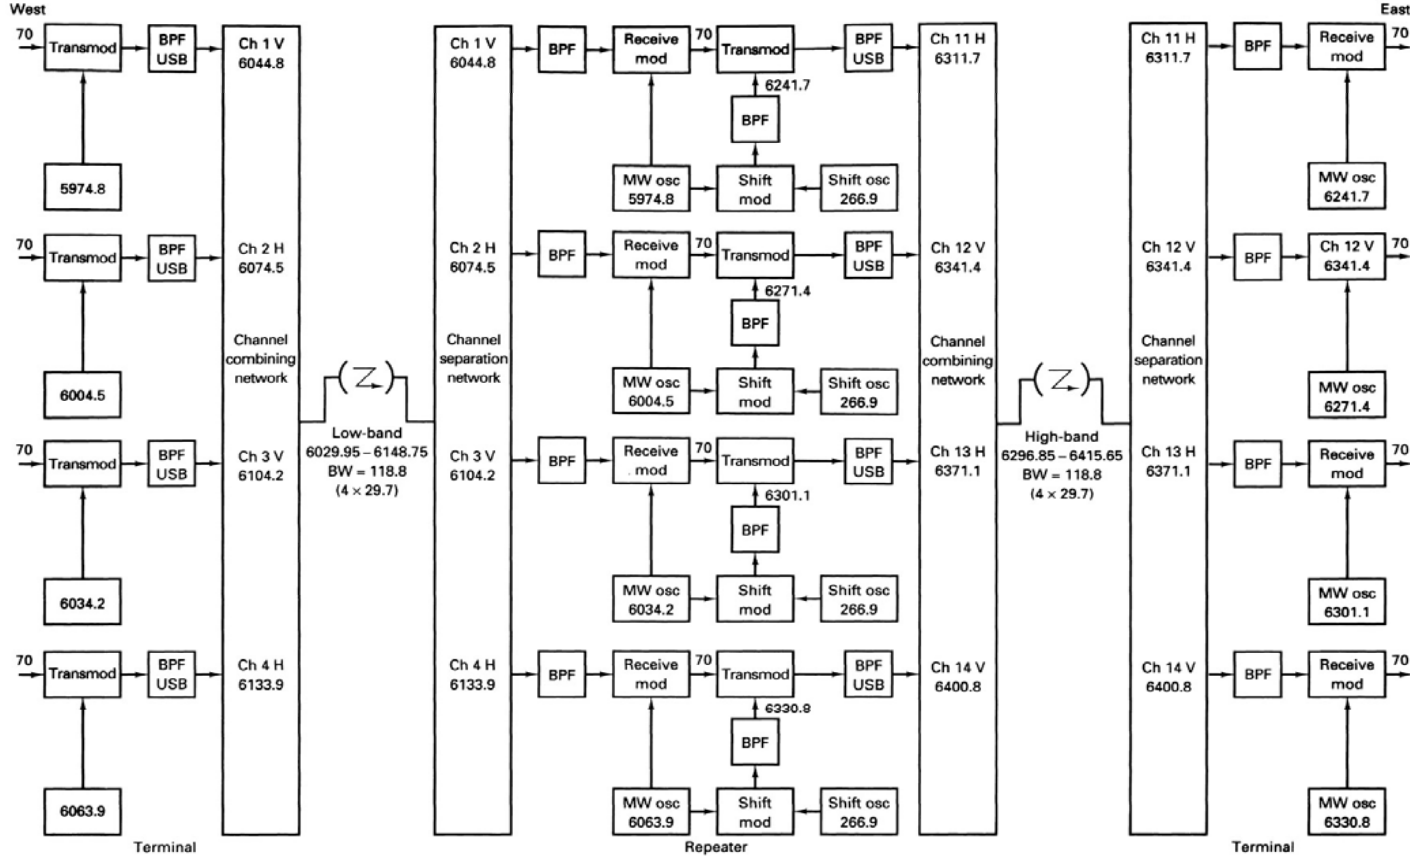 West
East
70
Transmod
BPF
USB
Ch 1 V
6044.8
5974.8
70
Transmod
BPF
USB
Ch 2 H
6074.5
6004.5
Channel
combining
network
70
Transmod
BPF
USB
Ch 3 V
6104.2
6034.2
70
Transmod
BPF
USB
Ch 4 H
6133.9
6063.9
Terminal
Low-band
6029.95–6148.75
BW = 118.8
(4 × 29.7)
Ch 1 V
6044.8
BPF
Receive
mod
70
Transmod
BPF
USB
Ch 11 H
6311.7
6241.7
BPF
MW osc
5974.8
Shift
mod
Shift osc
266.9
Ch 2 H
6074.5
BPF
Receive
mod
70
Transmod
BPF
USB
Ch 12 V
6341.4
6271.4
BPF
Channel
separation
network
Channel
combining
network
MW osc
6004.5
Shift
mod
Shift osc
266.9
Ch 3 V
6104.2
BPF
Receive
mod
70
Transmod
BPF
USB
Ch 13 H
6371.1
6301.1
BPF
MW osc
6034.2
Shift
mod
Shift osc
266.9
Ch 4 H
6133.9
BPF
Receive
mod
70
Transmod
BPF
USB
Ch 14 V
6400.8
6330.8
BPF
MW osc
6063.9
Shift
mod
Shift osc
266.9
Repeater
High-band
6296.85–6415.65
BW = 118.8
(4 × 29.7)
Ch 11 H
6311.7
BPF
Receive
mod
70
MW osc
6241.7
Ch 12 V
6341.4
BPF
Ch 12 V
6341.4
70
Channel
separation
network
MW osc
6271.4
Ch 13 H
6371.1
BPF
Receive
mod
70
MW osc
6301.1
Ch 14 V
6400.8
BPF
Receive
mod
70
MW osc
6330.8
Terminal